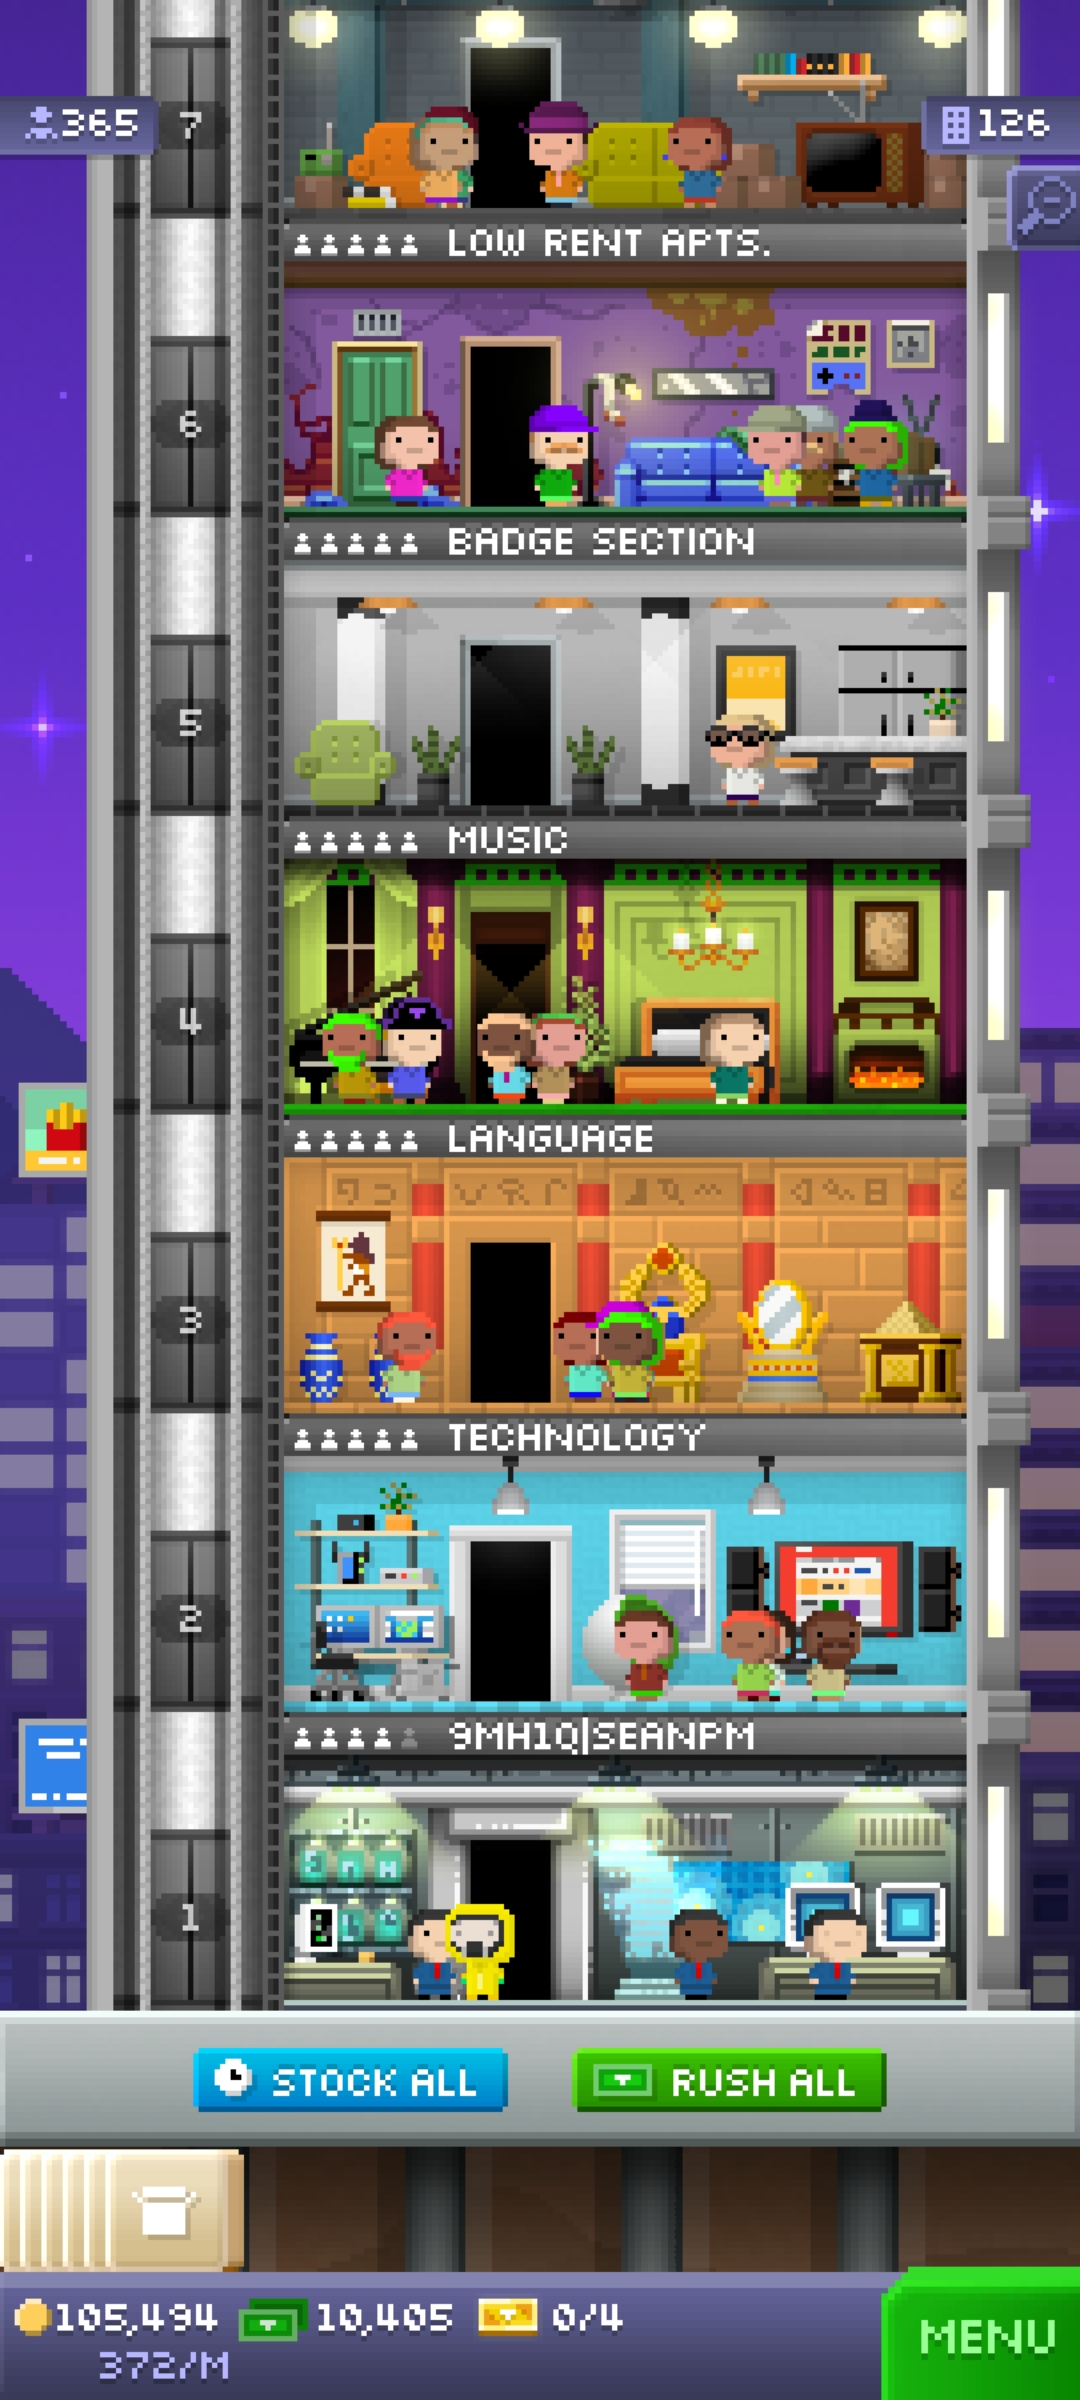 365
7
126
LOW RENT APTS.
6
BADGE SECTION
5
MUSIC
4
LANGUAGE
3
TECHNOLOGY
2
9MH1Q|SEANPM
1
STOCK ALL
RUSH ALL
105,494
10,405
0/4
372/M
MENU